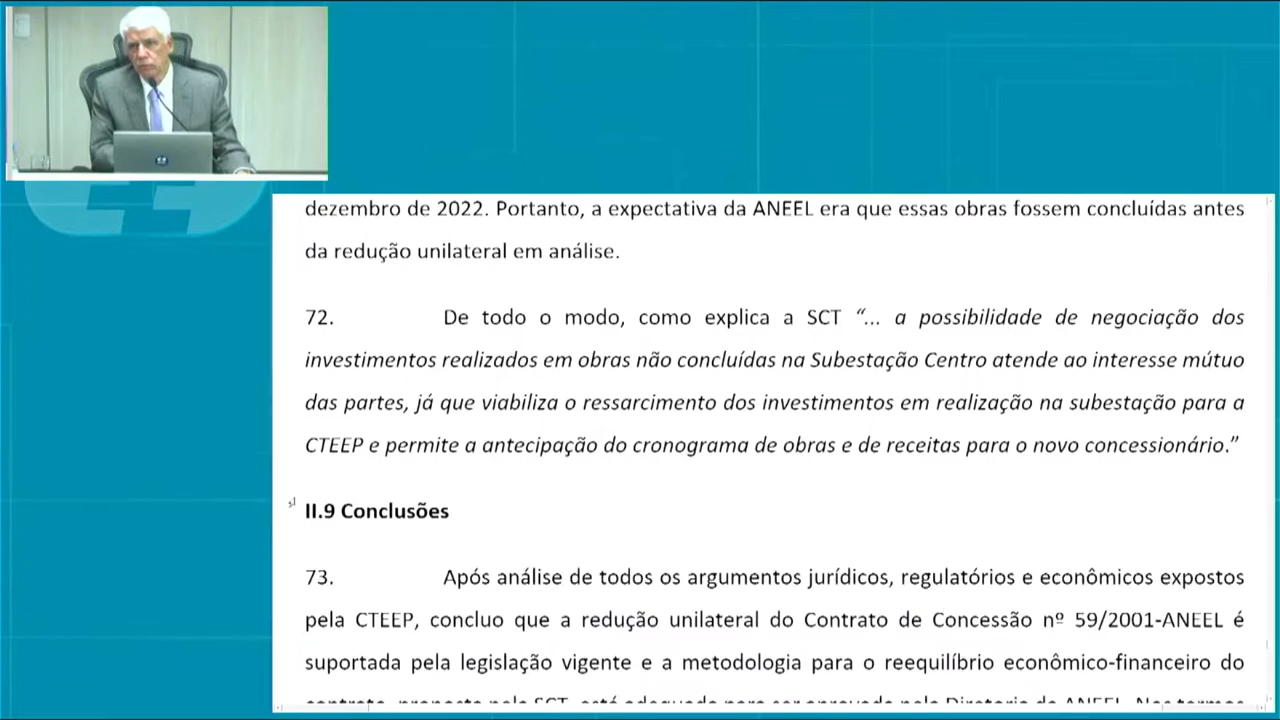 dezembro de 2022. Portanto, a expectativa da ANEEL era que essas obras fossem concluídas antes
da redução unilateral em análise.
72. De todo o modo, como explica a SCT “... a possibilidade de negociação dos
investimentos realizados em obras não concluídas na Subestação Centro atende ao interesse mútuo
das partes, já que viabiliza o ressarcimento dos investimentos em realização na subestação para a
CTEEP e permite a antecipação do cronograma de obras e de receitas para o novo concessionário.”
II.9 Conclusões
73. Após análise de todos os argumentos jurídicos, regulatórios e econômicos expostos
pela CTEEP, concluo que a redução unilateral do Contrato de Concessão nº 59/2001-ANEEL é
suportada pela legislação vigente e a metodologia para o reequilíbrio econômico-financeiro do